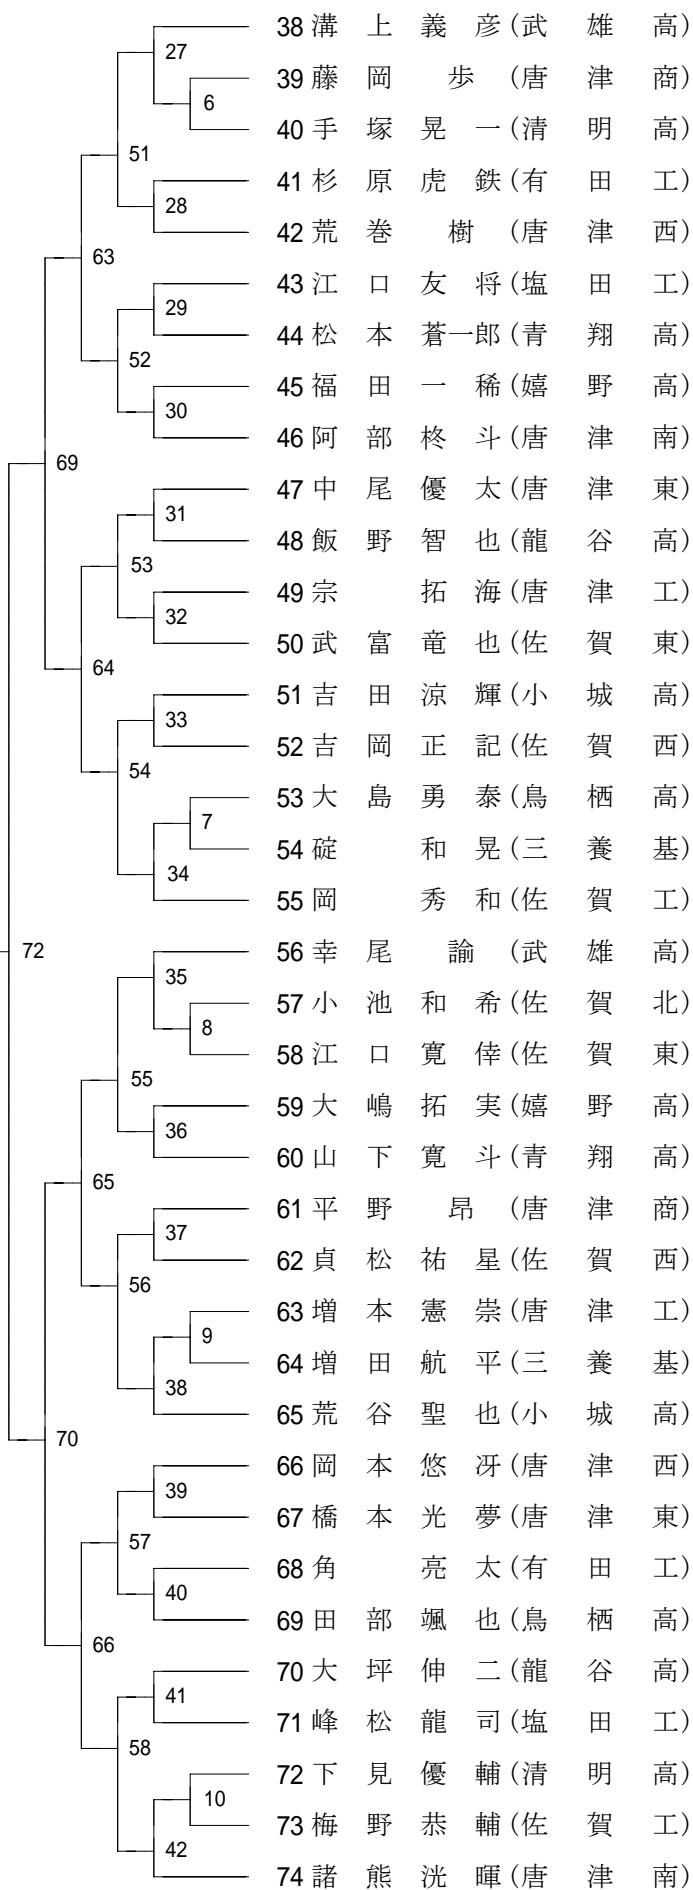 38 溝上義彦(武雄高)
27
39 藤岡歩(唐津商)
6
40 手塚晃一(清明高)
51
41 杉原虎鉄(有田工)
28
42 荒巻樹(唐津西)
63
43 江口友将(塩田工)
29
44 松本蒼一郎(青翔高)
52
45 福田一稀(嬉野高)
30
46 阿部柊斗(唐津南)
69
47 中尾優太(唐津東)
31
48 飯野智也(龍谷高)
53
49 宗拓海(唐津工)
32
50 武富竜也(佐賀東)
64
51 吉田涼輝(小城高)
33
52 吉岡正記(佐賀西)
54
53 大島勇泰(鳥栖高)
7
54 碇和晃(三養基)
34
55 岡秀和(佐賀工)
72
56 幸尾諭(武雄高)
35
57 小池和希(佐賀北)
8
58 江口寛倖(佐賀東)
55
59 大嶋拓実(嬉野高)
36
60 山下寛斗(青翔高)
65
61 平野昂(唐津商)
37
62 貞松祐星(佐賀西)
56
63 増本憲崇(唐津工)
9
64 増田航平(三養基)
38
65 荒谷聖也(小城高)
70
66 岡本悠冴(唐津西)
39
67 橋本光夢(唐津東)
57
68 角亮太(有田工)
40
69 田部颯也(鳥栖高)
66
70 大坪伸二(龍谷高)
41
71 峰松龍司(塩田工)
58
72 下見優輔(清明高)
10
73 梅野恭輔(佐賀工)
42
74 諸熊洸暉(唐津南)